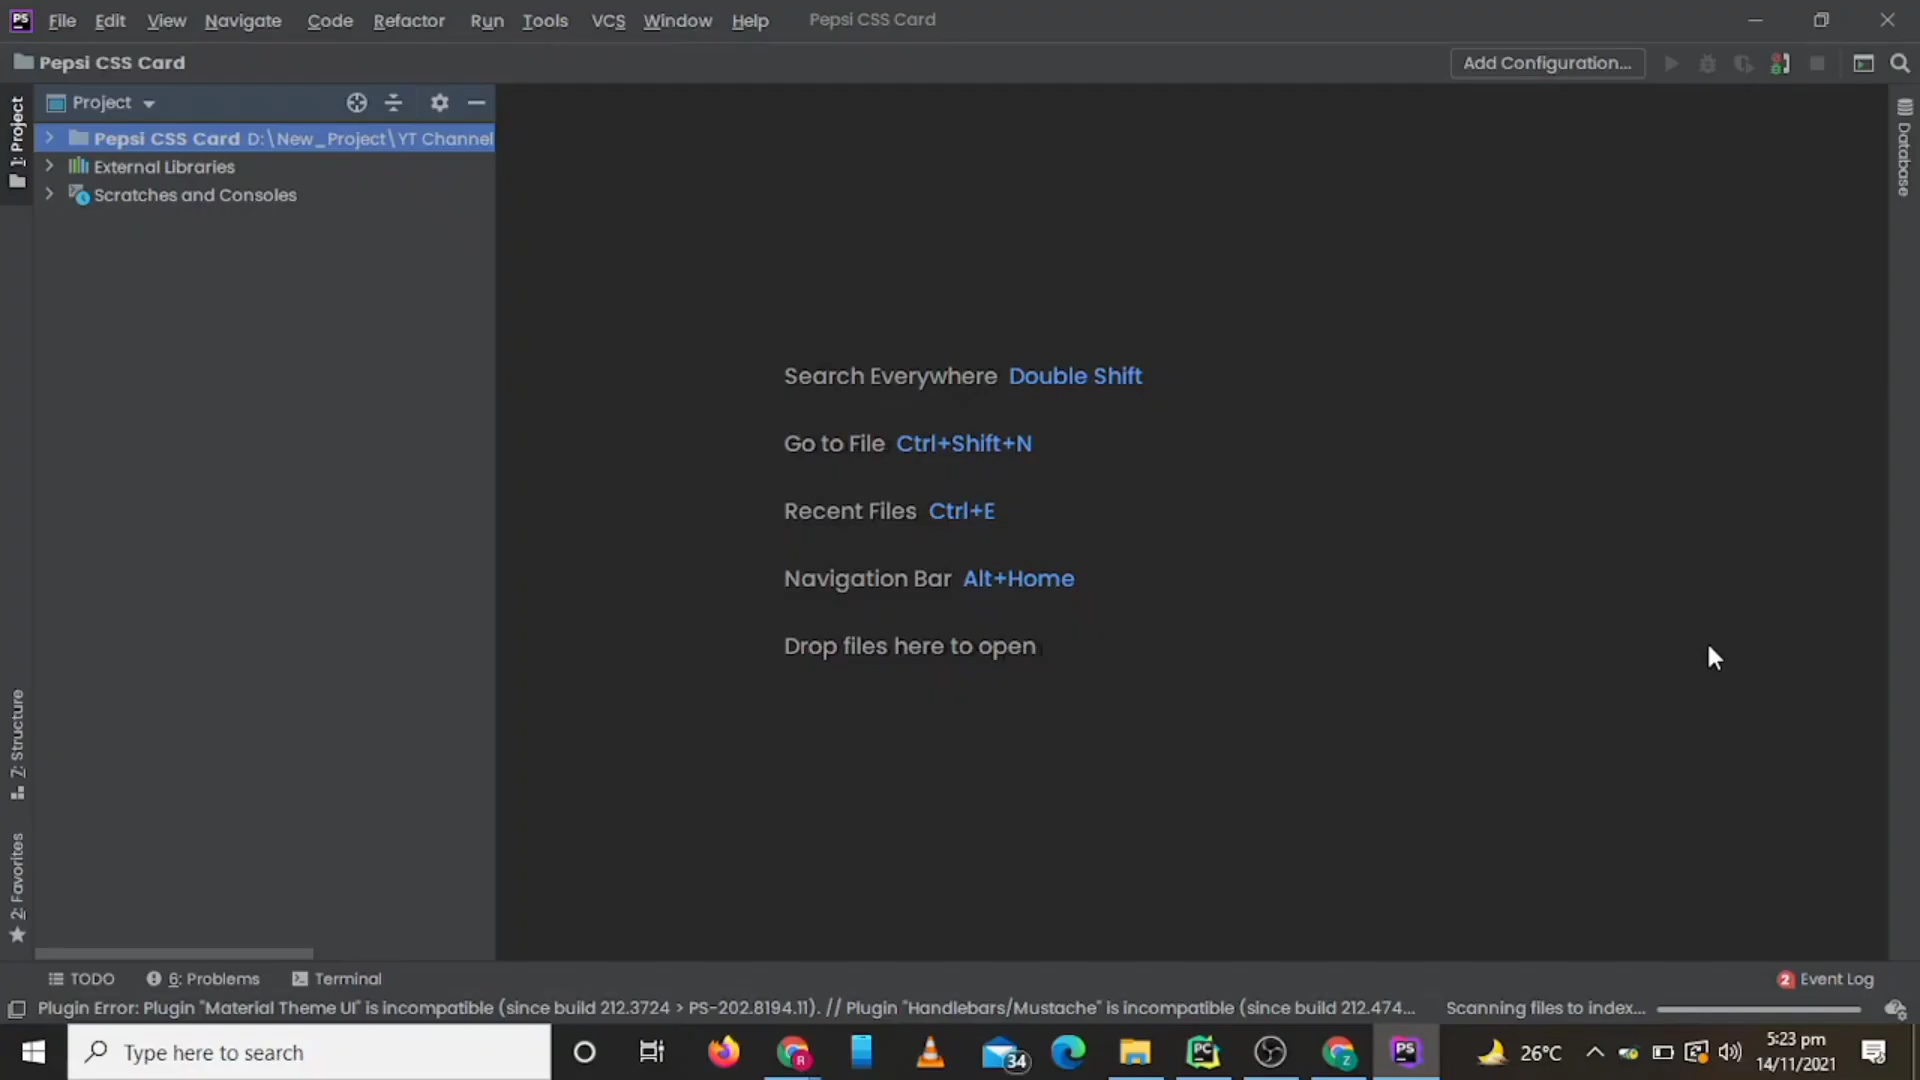 PS File Edit View Navigate Code Refactor Run Tools VCS Window Help Pepsi CSS Card
Pepsi CSS Card Add Configuration...
1: Project
Project
Pepsi CSS Card D:\New_Project\YT Channel
External Libraries
Scratches and Consoles
Database
Search Everywhere Double Shift
Go to File Ctrl+Shift+N
Recent Files Ctrl+E
Navigation Bar Alt+Home
Drop files here to open
7: Structure
2: Favorites
TODO 6: Problems Terminal 2 Event Log
Plugin Error: Plugin "Material Theme UI" is incompatible (since build 212.3724 > PS-202.8194.11). // Plugin "Handlebars/Mustache" is incompatible (since build 212.474... Scanning files to index...
Type here to search R 34 PC Z PS 26°C 5:23 pm
14/11/2021